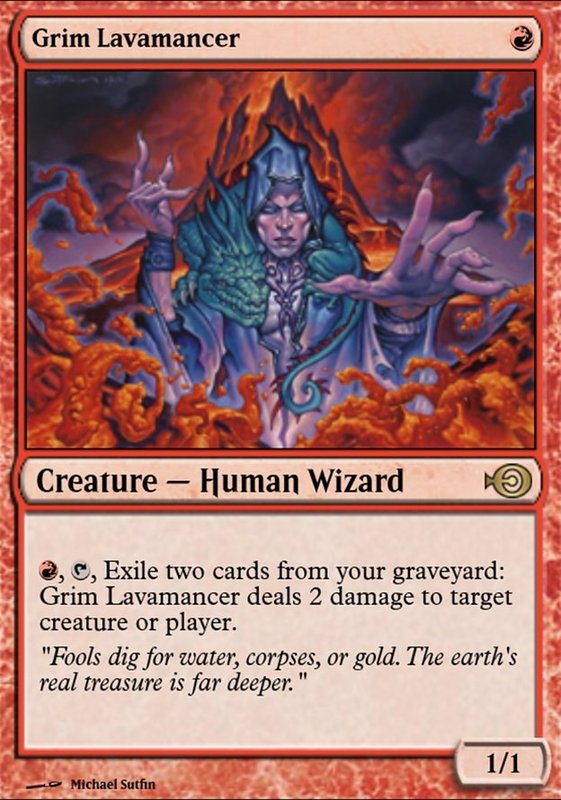 Grim Lavamancer
Creature — Human Wizard
, , Exile two cards from your graveyard:
Grim Lavamancer deals 2 damage to target
creature or player.
"Fools dig for water, corpses, or gold. The earth's
real treasure is far deeper."
1/1
Michael Sutfin